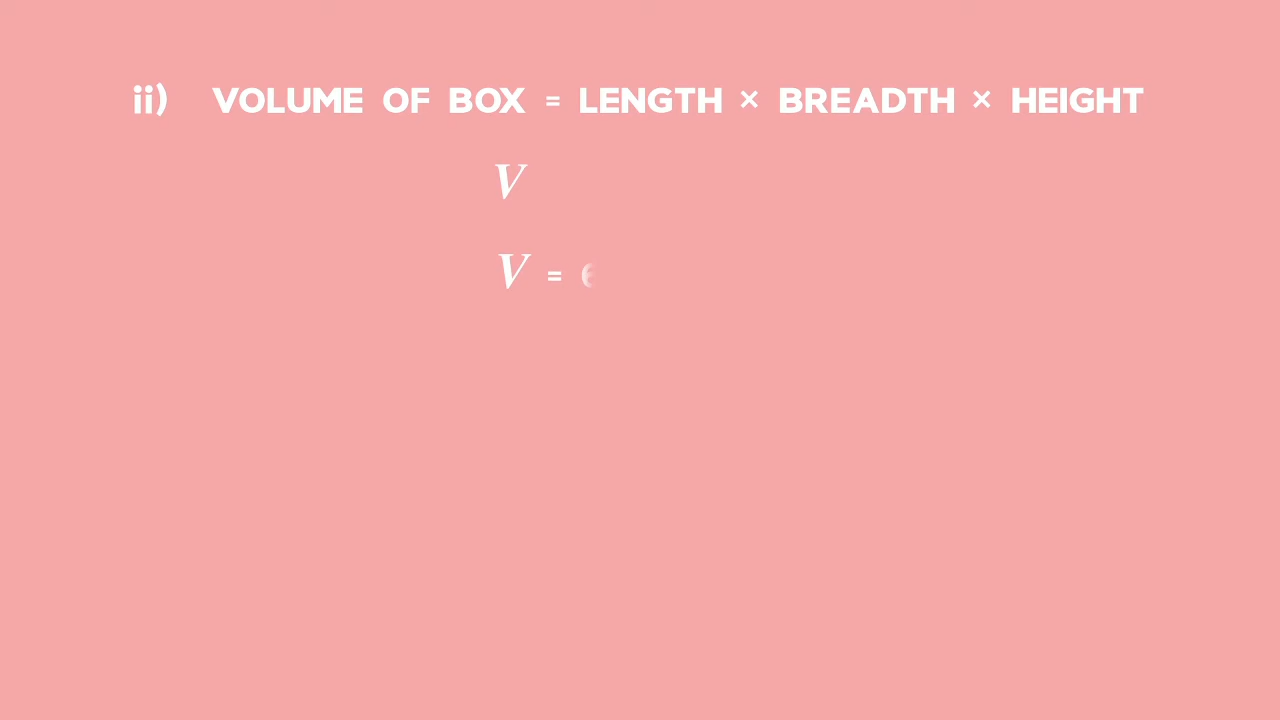 ii) VOLUME OF BOX = LENGTH × BREADTH × HEIGHT
V
V =